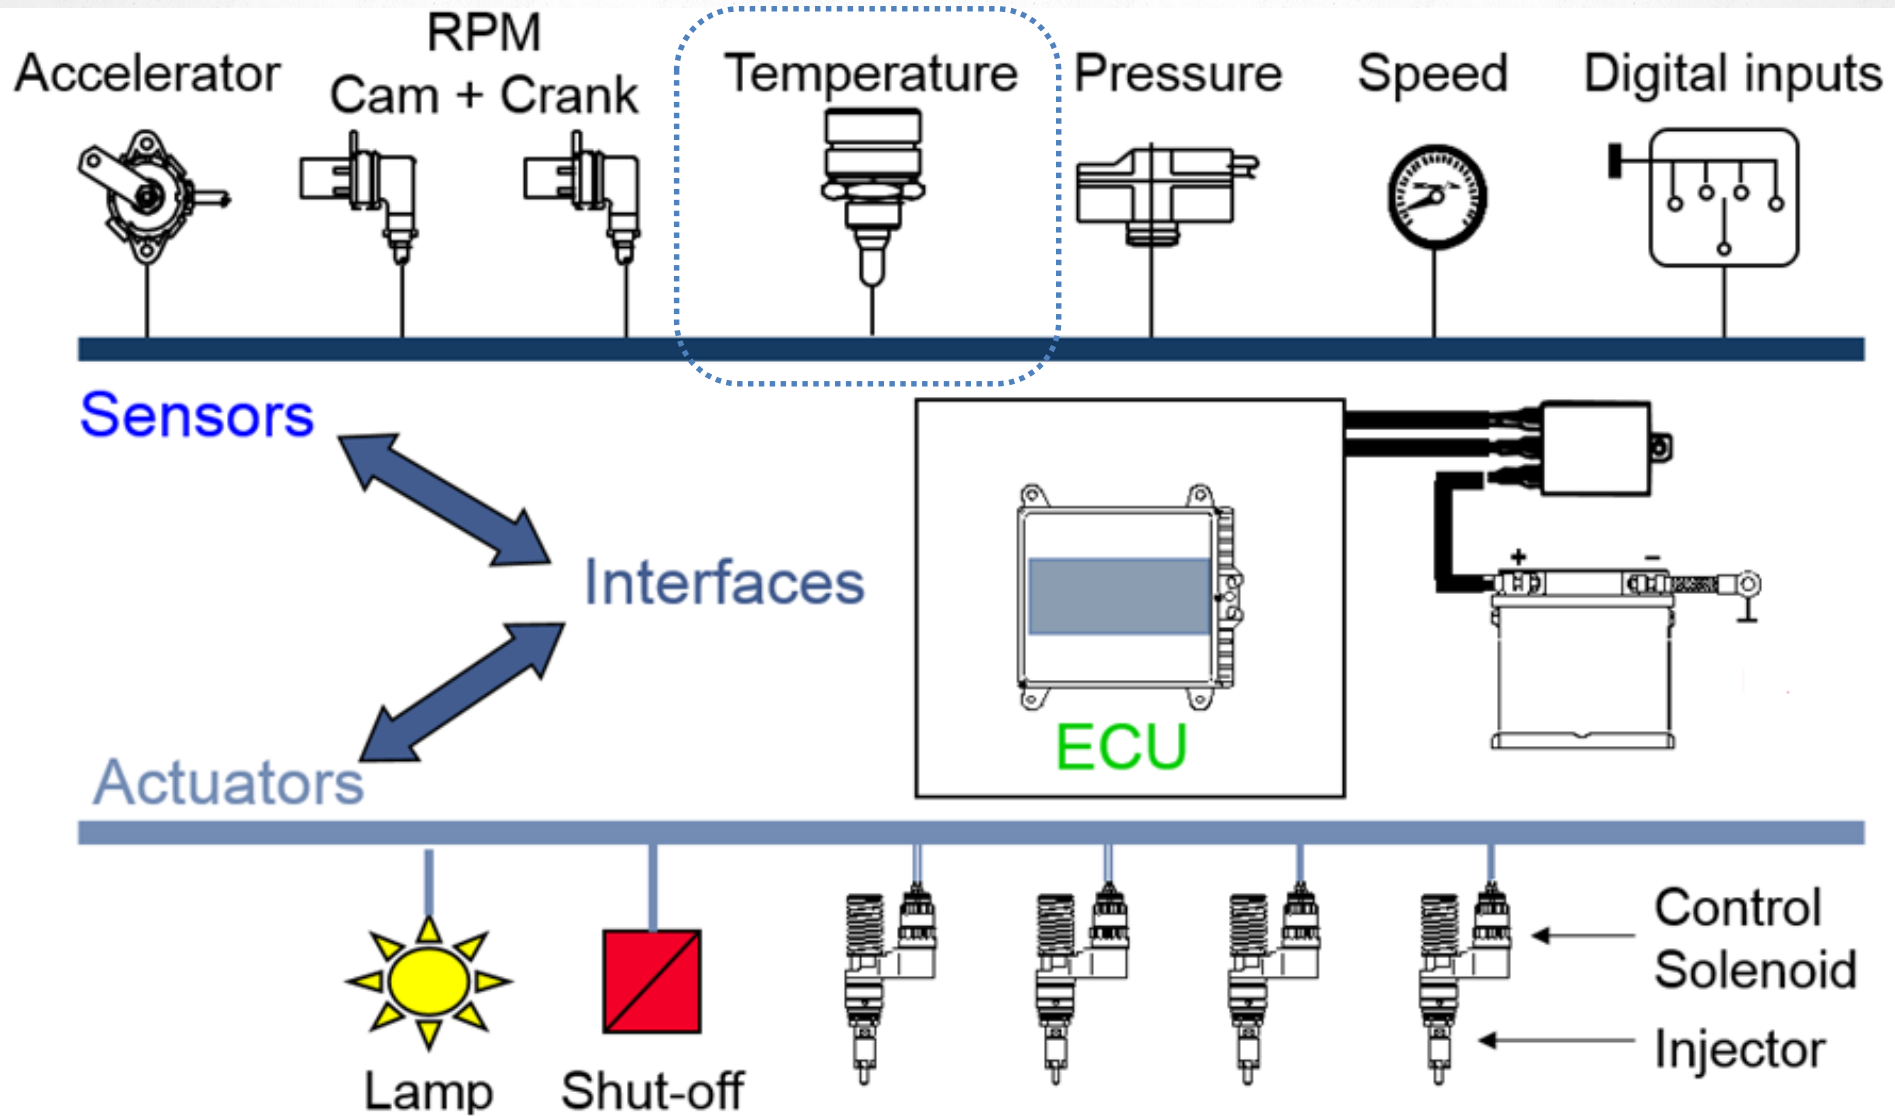 Accelerator
RPM
Cam + Crank
Temperature
Pressure
Speed
Digital inputs
Sensors
Interfaces
Actuators
ECU
+
-
Lamp
Shut-off
Control
Solenoid
Injector